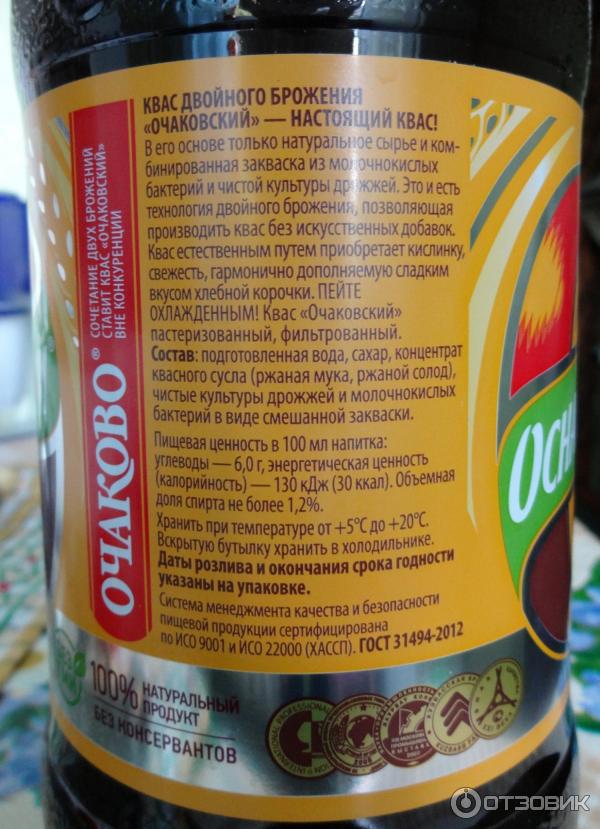 КВАС ДВОЙНОГО БРОЖЕНИЯ
«ОЧАКОВСКИЙ» — НАСТОЯЩИЙ КВАС!
В его основе только натуральное сырье и ком-
бинированная закваска из молочнокислых
бактерий и чистой культуры дрожжей. Это и есть
технология двойного брожения, позволяющая
производить квас без искусственных добавок.
Квас естественным путем приобретает кислинку,
свежесть, гармонично дополняемую сладким
вкусом хлебной корочки. ПЕЙТЕ
ОХЛАЖДЕННЫМ! Квас «Очаковский»
пастеризованный, фильтрованный.
Состав: подготовленная вода, сахар, концентрат
квасного сусла (ржаная мука, ржаной солод),
чистые культуры дрожжей и молочнокислых
бактерий в виде смешанной закваски.
Пищевая ценность в 100 мл напитка:
углеводы — 6,0 г, энергетическая ценность
(калорийность) — 130 кДж (30 ккал). Объемная
доля спирта не более 1,2%.
Хранить при температуре от +5°С до +20°С.
Вскрытую бутылку хранить в холодильнике.
Даты розлива и окончания срока годности
указаны на упаковке.
Система менеджмента качества и безопасности
пищевой продукции сертифицирована
по ИСО 9001 и ИСО 22000 (ХАССП). ГОСТ 31494-2012
ОЧАКОВО®
СОЧЕТАНИЕ ДВУХ БРОЖЕНИЙ
СТАВИТ КВАС «ОЧАКОВСКИЙ»
ВНЕ КОНКУРЕНЦИИ
100% НАТУРАЛЬНЫЙ
ПРОДУКТ
БЕЗ КОНСЕРВАНТОВ
ОТЗОВИК